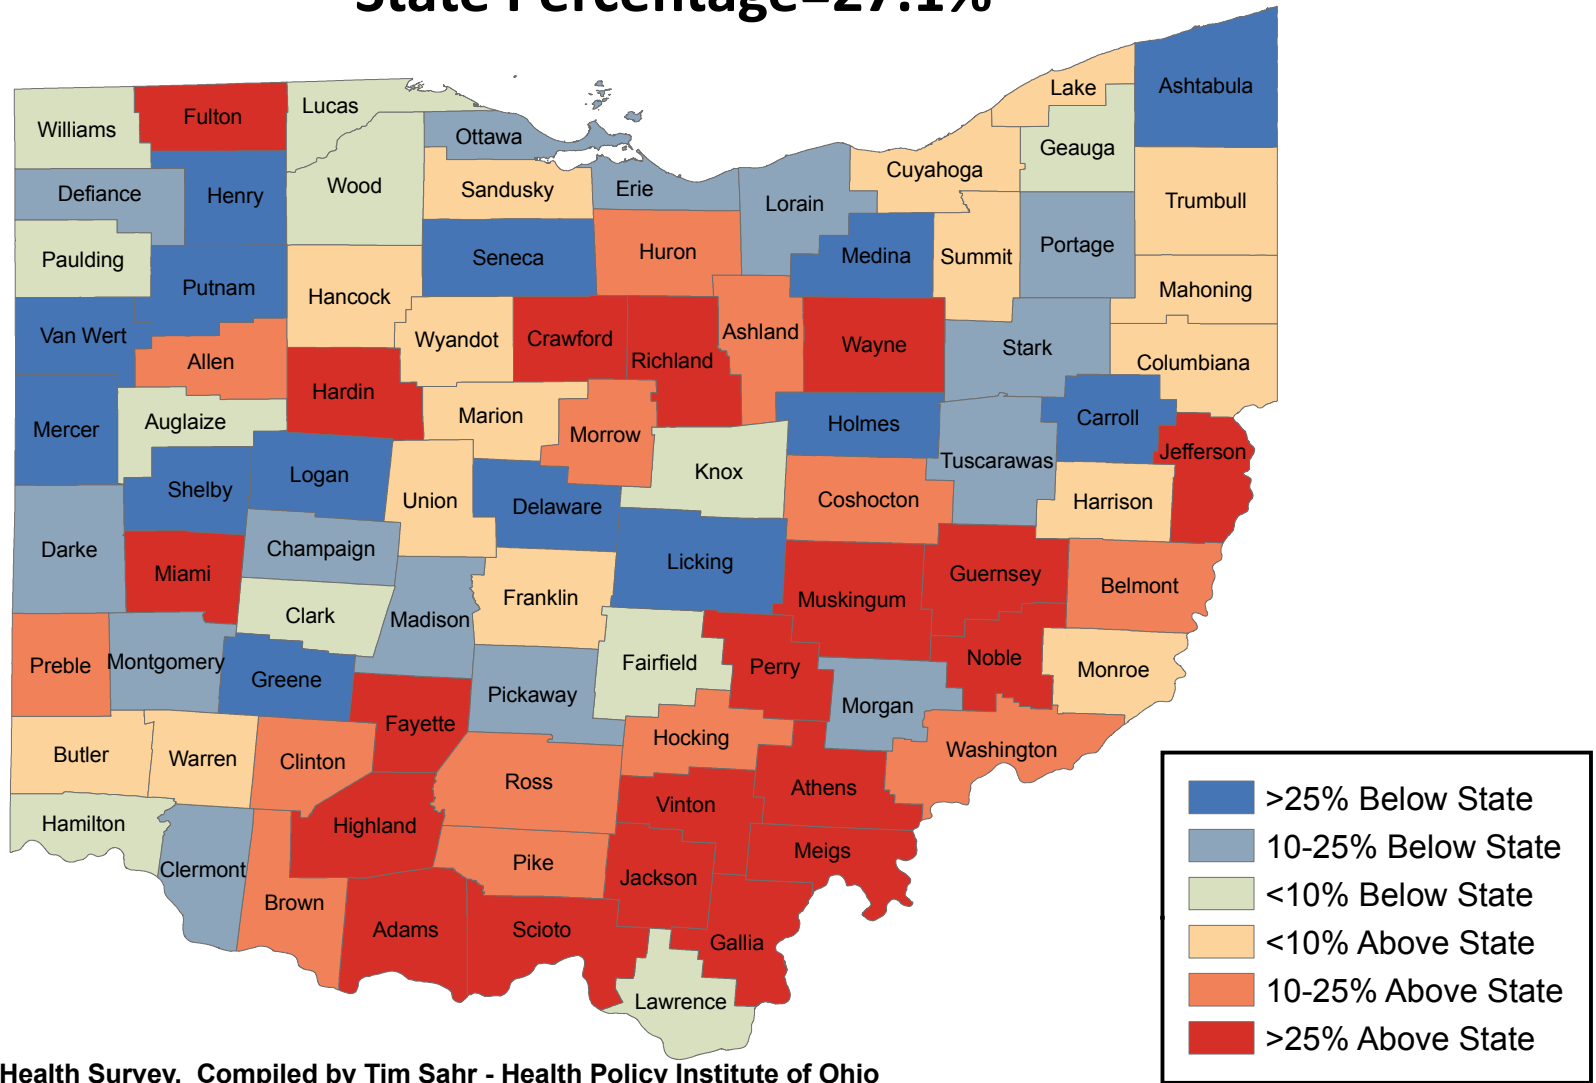 State Percentage=27.1%
Lake
Ashtabula
Lucas
Fulton
Williams
Ottawa
Geauga
Cuyahoga
Wood
Sandusky
Erie
Defiance
Henry
Lorain
Trumbull
Portage
Huron
Medina
Summit
Seneca
Paulding
Putnam
Mahoning
Hancock
Van Wert
Ashland
Wyandot
Crawford
Wayne
Stark
Richland
Allen
Columbiana
Hardin
Marion
Carroll
Auglaize
Holmes
Mercer
Morrow
Jefferson
Tuscarawas
Knox
Logan
Shelby
Union
Coshocton
Harrison
Delaware
Darke
Champaign
Licking
Miami
Guernsey
Belmont
Franklin
Muskingum
Clark
Madison
Noble
Fairfield
Preble
Montgomery
Perry
Monroe
Greene
Pickaway
Morgan
Fayette
Hocking
Washington
Butler
Warren
Clinton
Ross
Athens
Vinton
Hamilton
Highland
Meigs
Pike
Clermont
Jackson
Brown
Adams
Scioto
Gallia
Lawrence
>25% Below State
10-25% Below State
<10% Below State
<10% Above State
10-25% Above State
>25% Above State
Health Survey. Compiled by Tim Sahr - Health Policy Institute of Ohio